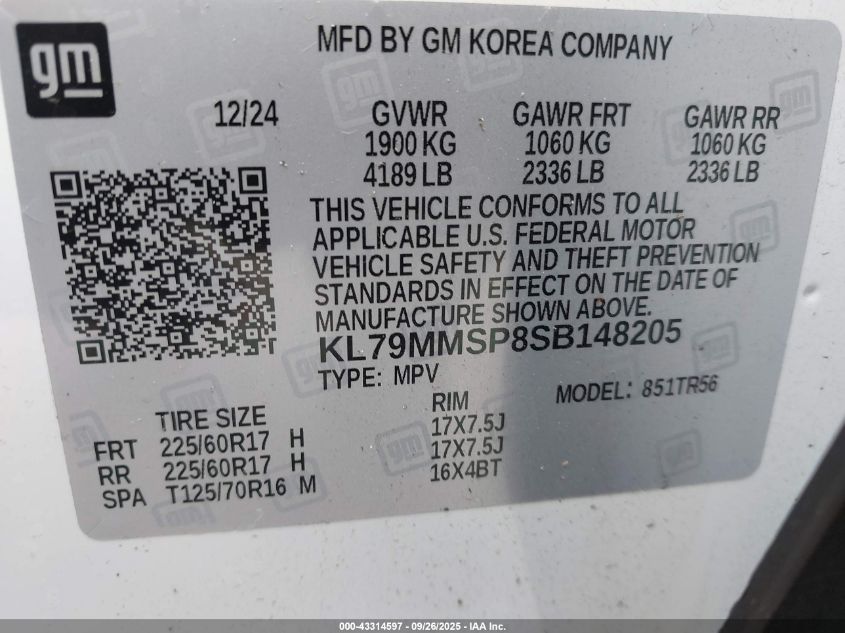 gm
MFD BY GM KOREA COMPANY
12/24 GVWR GAWR FRT GAWR RR
1900 KG 1060 KG 1060 KG
4189 LB 2336 LB 2336 LB
THIS VEHICLE CONFORMS TO ALL
APPLICABLE U.S. FEDERAL MOTOR
VEHICLE SAFETY AND THEFT PREVENTION
STANDARDS IN EFFECT ON THE DATE OF
MANUFACTURE SHOWN ABOVE.
KL79MMSP8SB148205
TYPE: MPV MODEL: 851TR56
TIRE SIZE RIM
FRT 225/60R17 H 17X7.5J
RR 225/60R17 H 17X7.5J
SPA T125/70R16 M 16X4BT
000-43314597 - 09/26/2025 - IAA Inc.